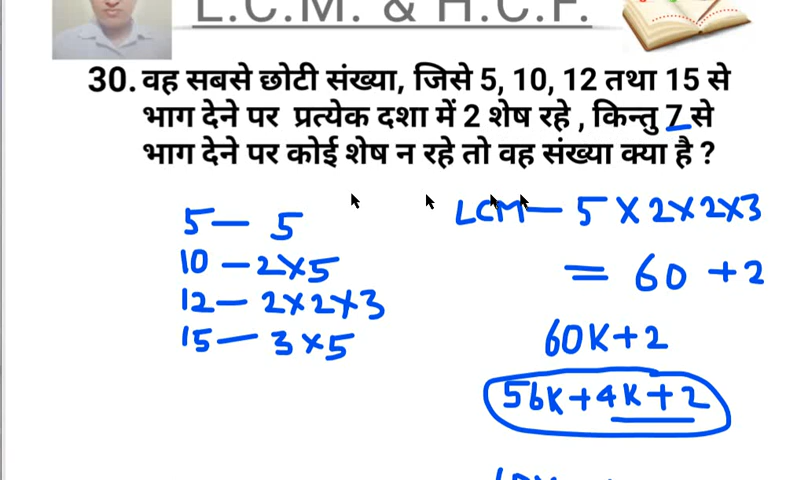 L.C.M. & H.C.F.
30. वह सबसे छोटी संख्या, जिसे 5, 10, 12 तथा 15 से
भाग देने पर प्रत्येक दशा में 2 शेष रहे , किन्तु 7 से
भाग देने पर कोई शेष न रहे तो वह संख्या क्या है ?
5 — 5
10 — 2×5
12 — 2×2×3
15 — 3×5
LCM — 5 × 2×2×3
= 60 + 2
60K+2
56K+4K+2